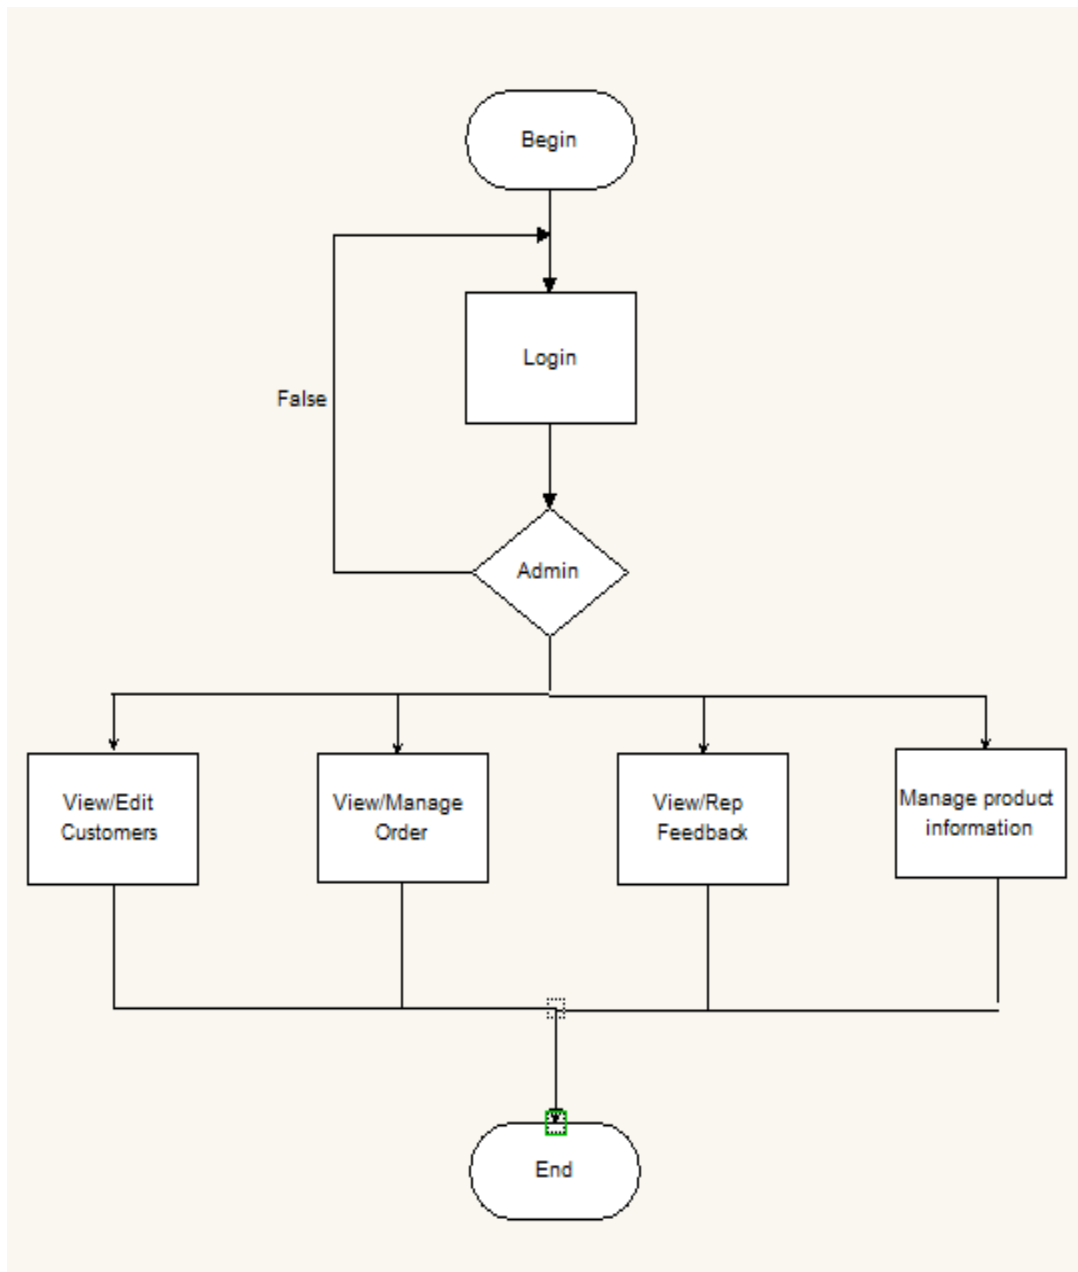 Begin
Login
False
Admin
View/Edit
Customers
View/Manage
Order
View/Rep
Feedback
Manage product
information
End